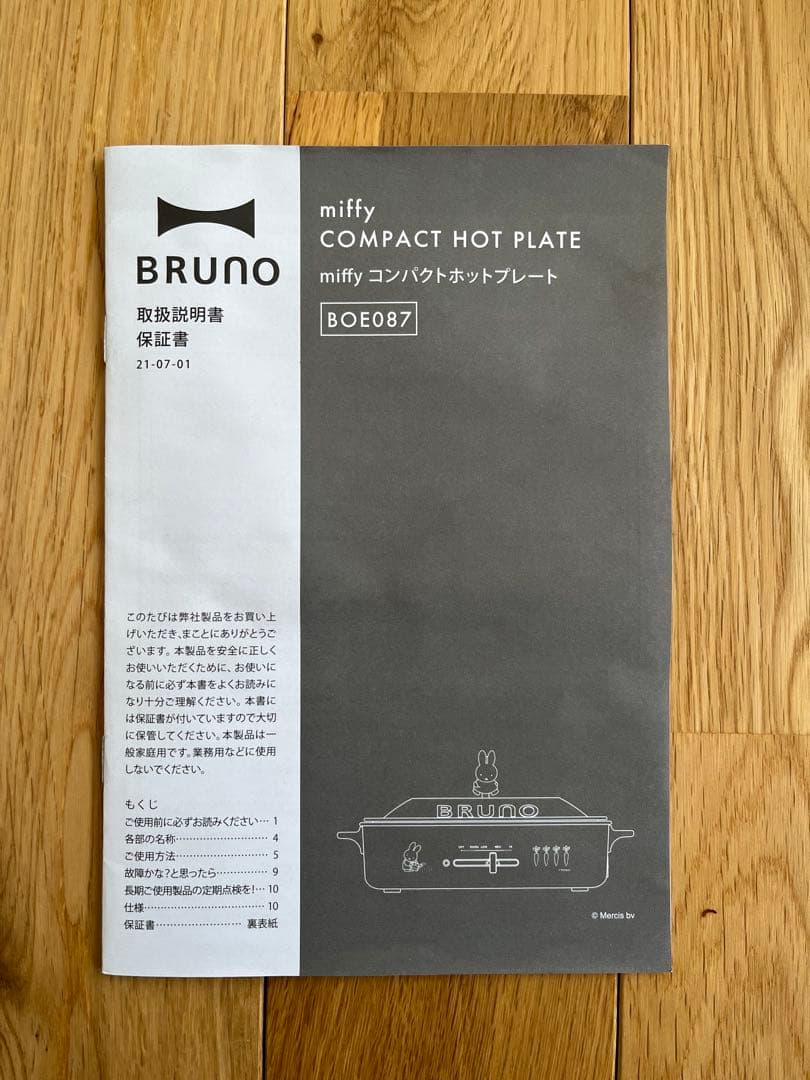 BRUNO
取扱説明書
保証書
21-07-01
miffy
COMPACT HOT PLATE
miffy コンパクトホットプレート
BOE087
このたびは弊社製品をお買い上
げいただき、まことにありがとうご
ざいます。本製品を安全に正しく
お使いいただくために、お使いに
なる前に必ず本書をよくお読みに
なり十分ご理解ください。本書に
は保証書が付いていますので大切
に保管してください。本製品は一
般家庭用です。業務用などに使用
しないでください。
もくじ
ご使用前に必ずお読みください… 1
各部の名称……………………… 4
ご使用方法……………………… 5
故障かな?と思ったら…………… 9
長期ご使用製品の定期点検を!… 10
仕様……………………………… 10
保証書…………………… 裏表紙
BRUNO
OFF WARM LOW MED HI
© Mercis bv